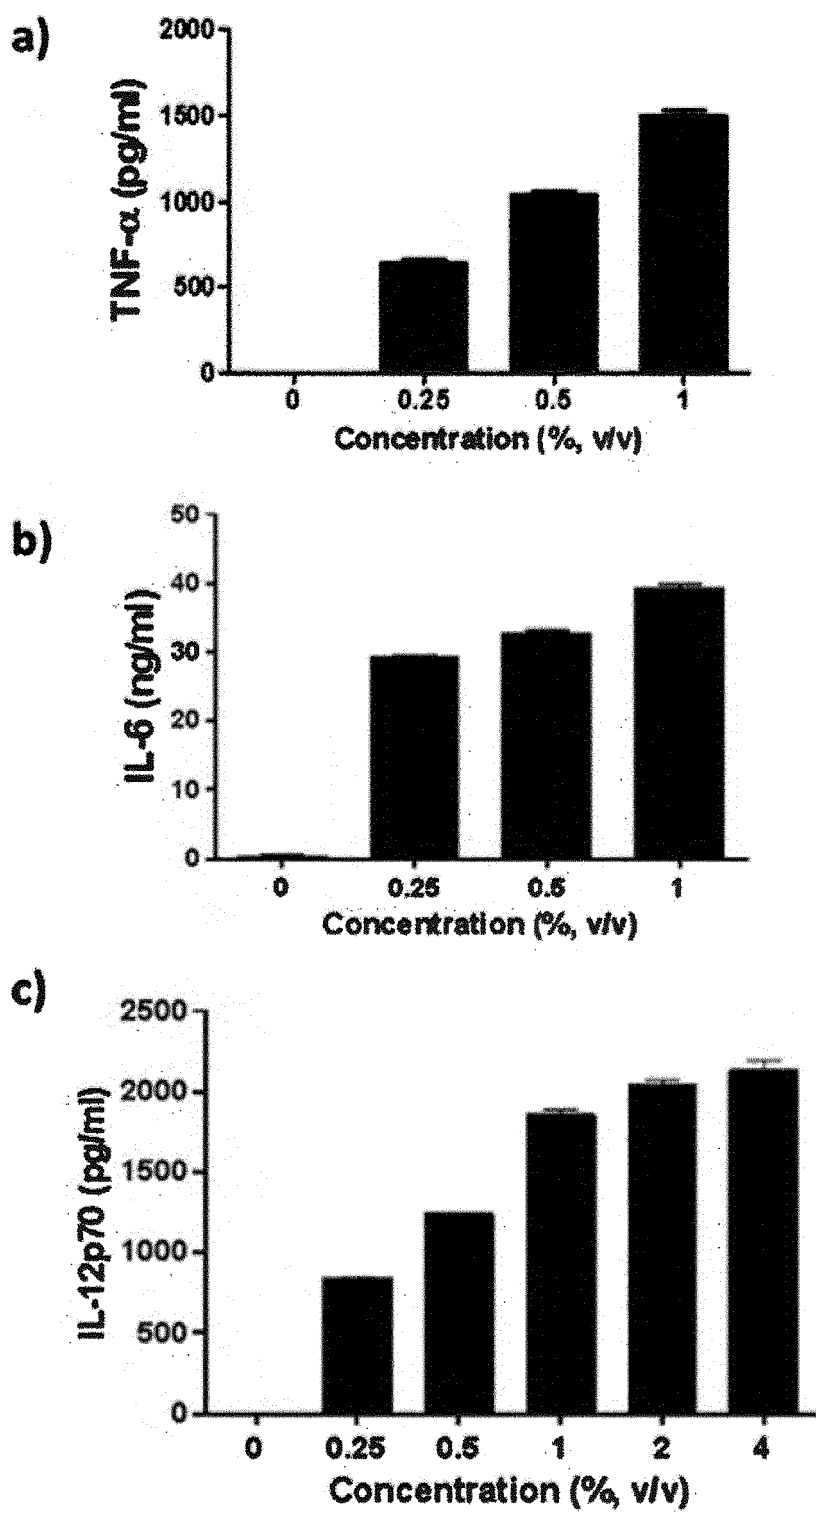 a)
TNF-α (pg/ml)
2000
1500
1000
500
0
0 0.25 0.5 1
Concentration (%, v/v)
b)
IL-6 (ng/ml)
50
40
30
20
10
0
0 0.25 0.5 1
Concentration (%, v/v)
c)
IL-12p70 (pg/ml)
2500
2000
1500
1000
500
0
0 0.25 0.5 1 2 4
Concentration (%, v/v)